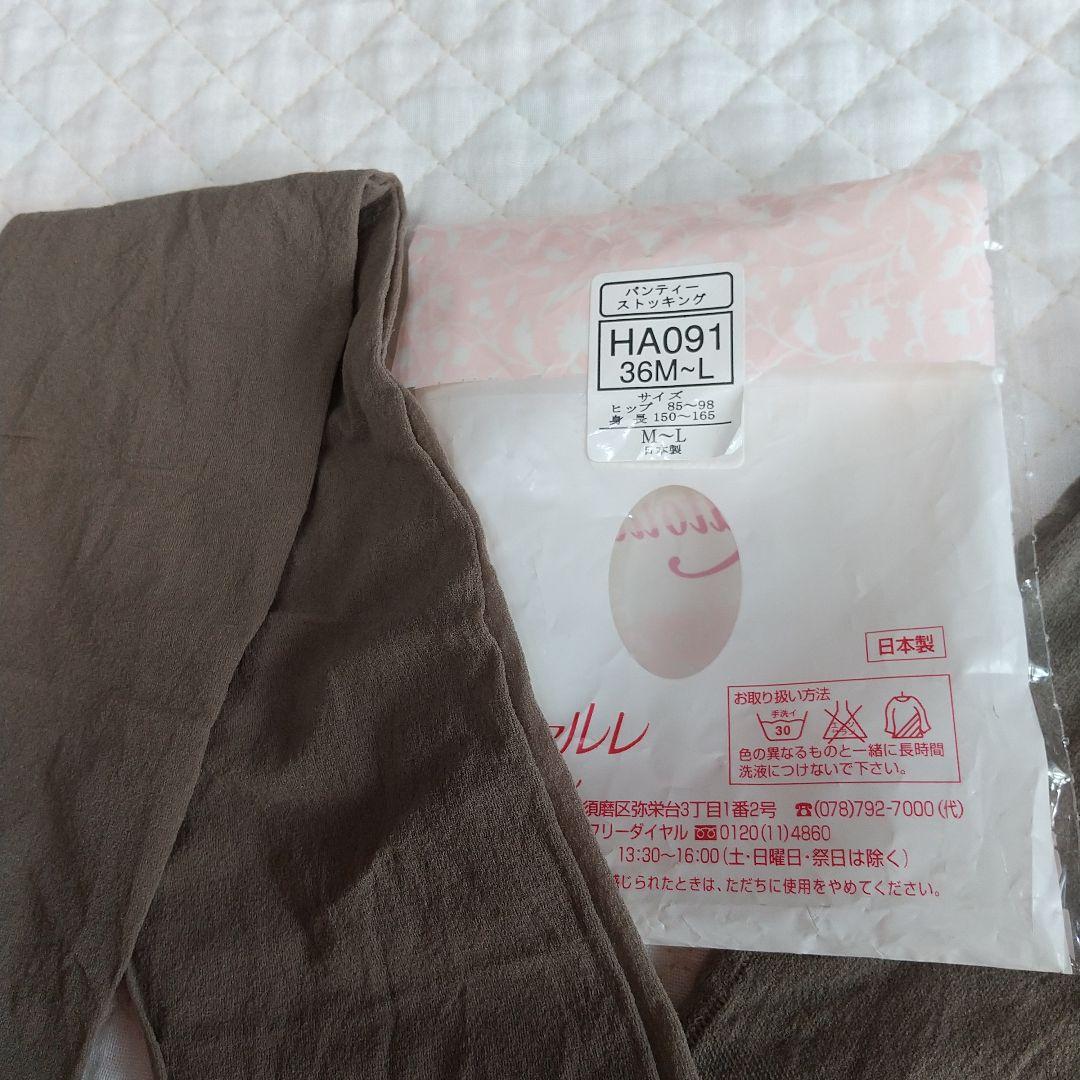 パンティー
ストッキング
HA091
36M~L
サイズ
ヒップ 85～98
身長 150～165
M～L
日本製
日本製
お取り扱い方法
手洗イ
30
色の異なるものと一緒に長時間
洗液につけないで下さい。
ャルレ
須磨区弥栄台3丁目1番2号 ☎(078)792-7000(代)
フリーダイヤル 0120(11)4860
13:30～16:00(土・日曜日・祭日は除く)
感じられたときは、ただちに使用をやめてください。